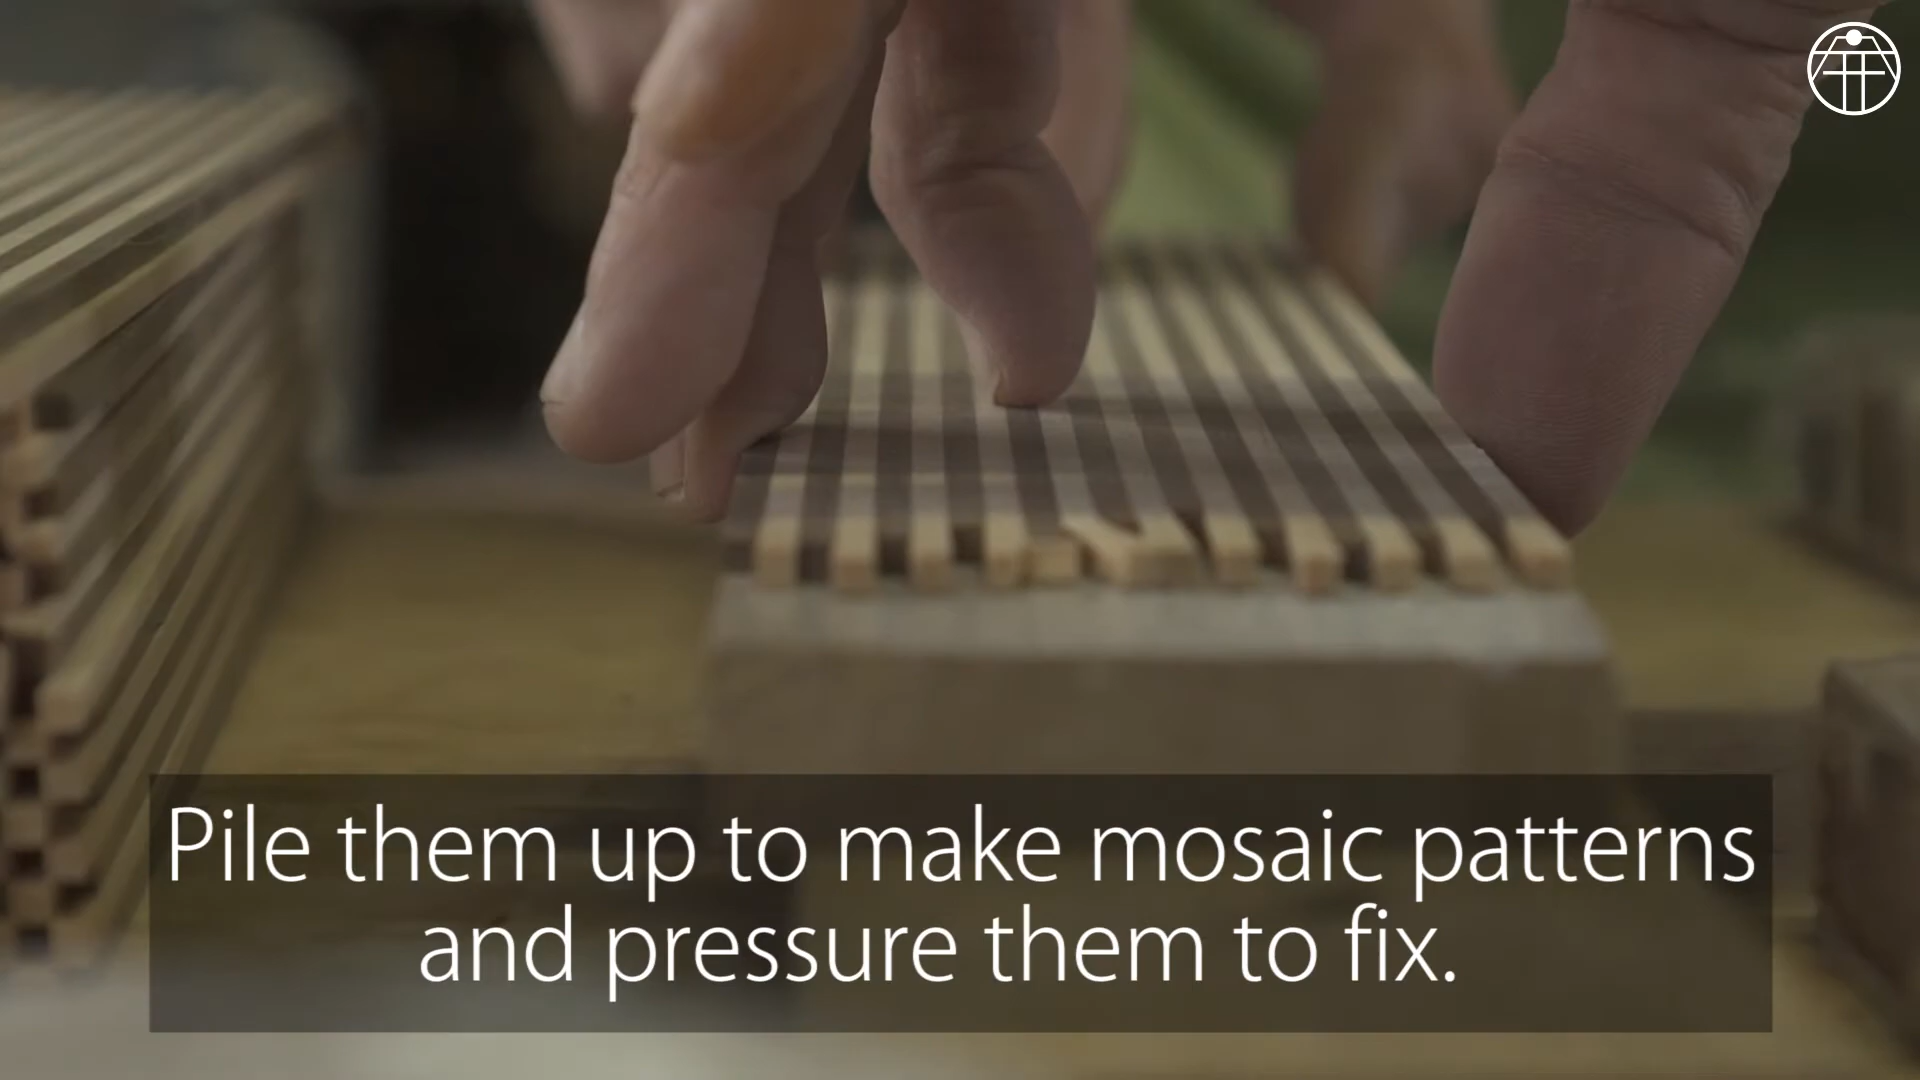 Pile them up to make mosaic patterns
and pressure them to fix.